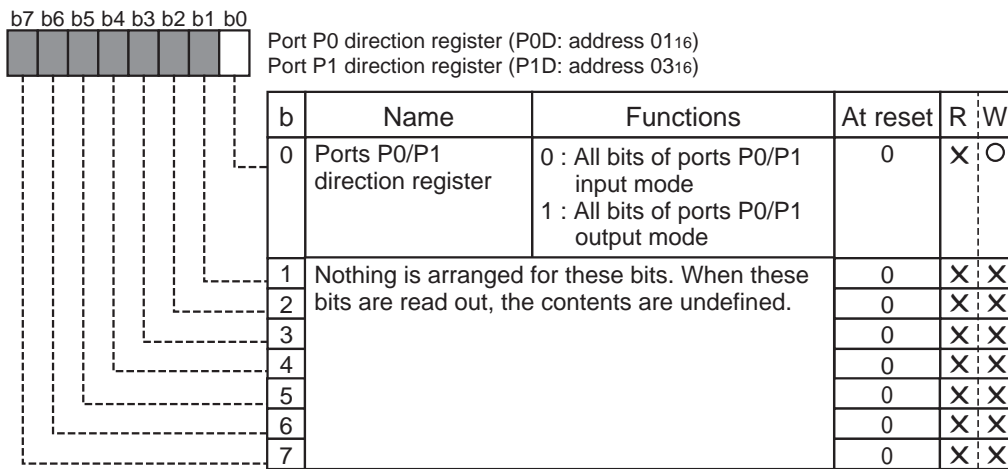 b7 b6 b5 b4 b3 b2 b1 b0
Port P0 direction register (P0D: address 0116)
Port P1 direction register (P1D: address 0316)
b Name Functions At reset R W
0 Ports P0/P1 0 : All bits of ports P0/P1 0 X O
direction register input mode
1 : All bits of ports P0/P1
output mode
1 Nothing is arranged for these bits. When these 0 X X
2 bits are read out, the contents are undefined. 0 X X
3 0 X X
4 0 X X
5 0 X X
6 0 X X
7 0 X X